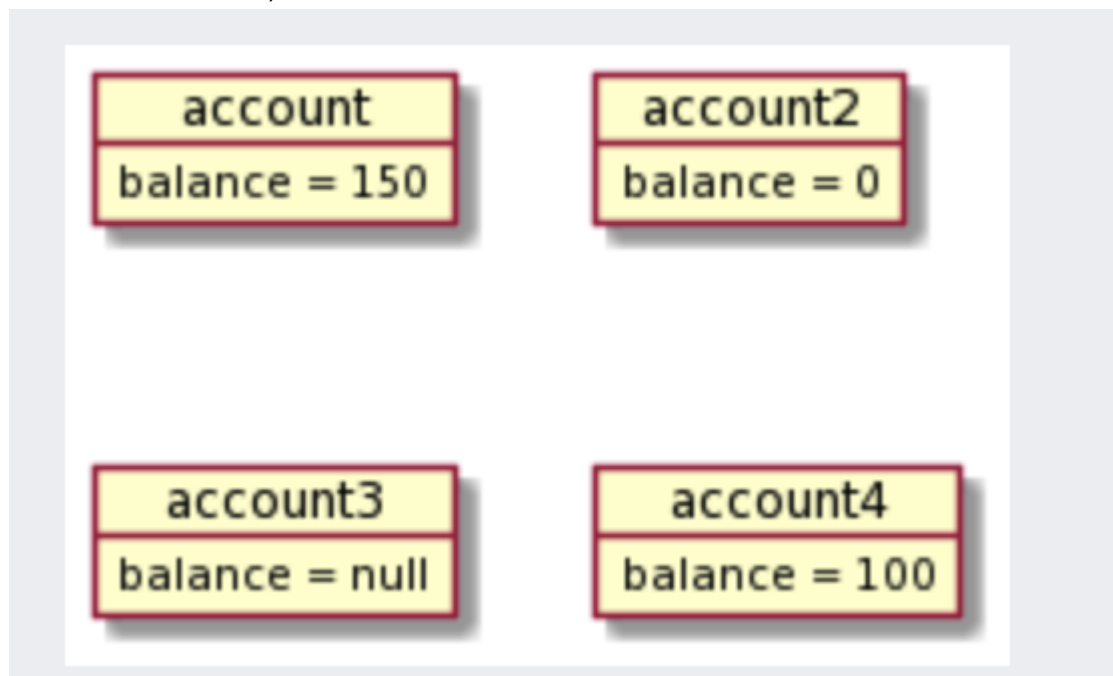 account
balance = 150
account2
balance = 0
account3
balance = null
account4
balance = 100